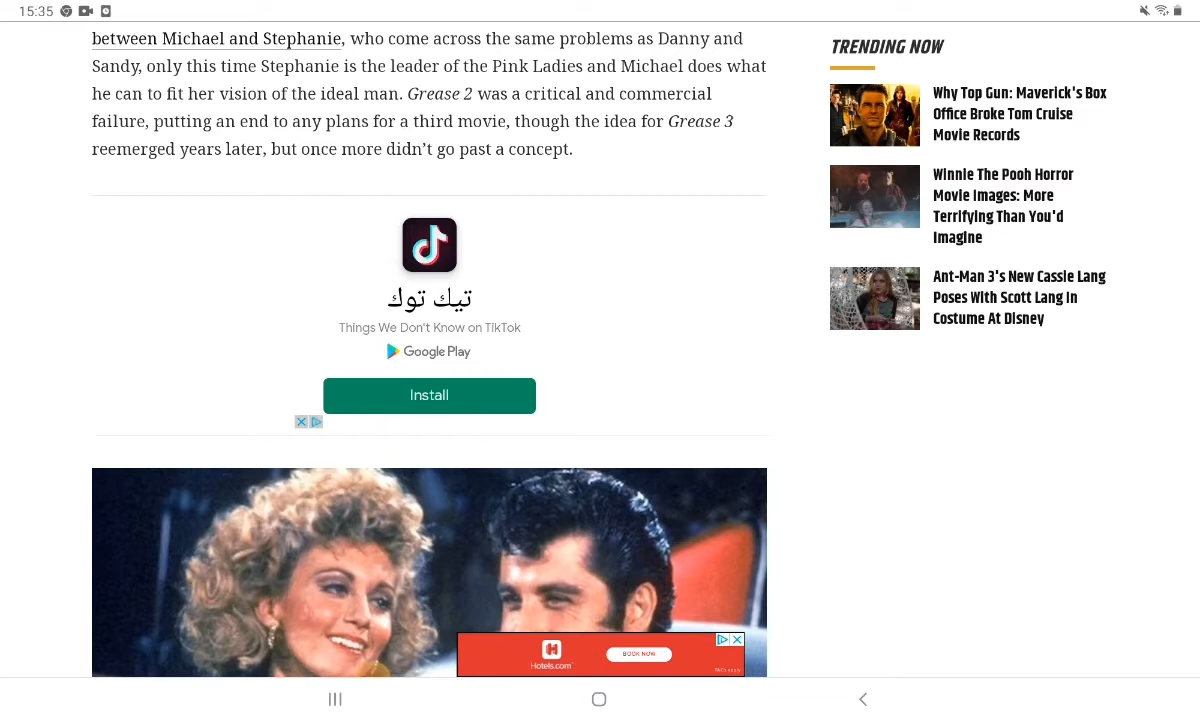 15:35
between Michael and Stephanie, who come across the same problems as Danny and
Sandy, only this time Stephanie is the leader of the Pink Ladies and Michael does what
he can to fit her vision of the ideal man. Grease 2 was a critical and commercial
failure, putting an end to any plans for a third movie, though the idea for Grease 3
reemerged years later, but once more didn’t go past a concept.
تيك توك
Things We Don't Know on TikTok
Google Play
Install
Hotels.com
BOOK NOW
T&Cs apply
TRENDING NOW
Why Top Gun: Maverick's Box
Office Broke Tom Cruise
Movie Records
Winnie The Pooh Horror
Movie Images: More
Terrifying Than You'd
Imagine
Ant-Man 3's New Cassie Lang
Poses With Scott Lang In
Costume At Disney